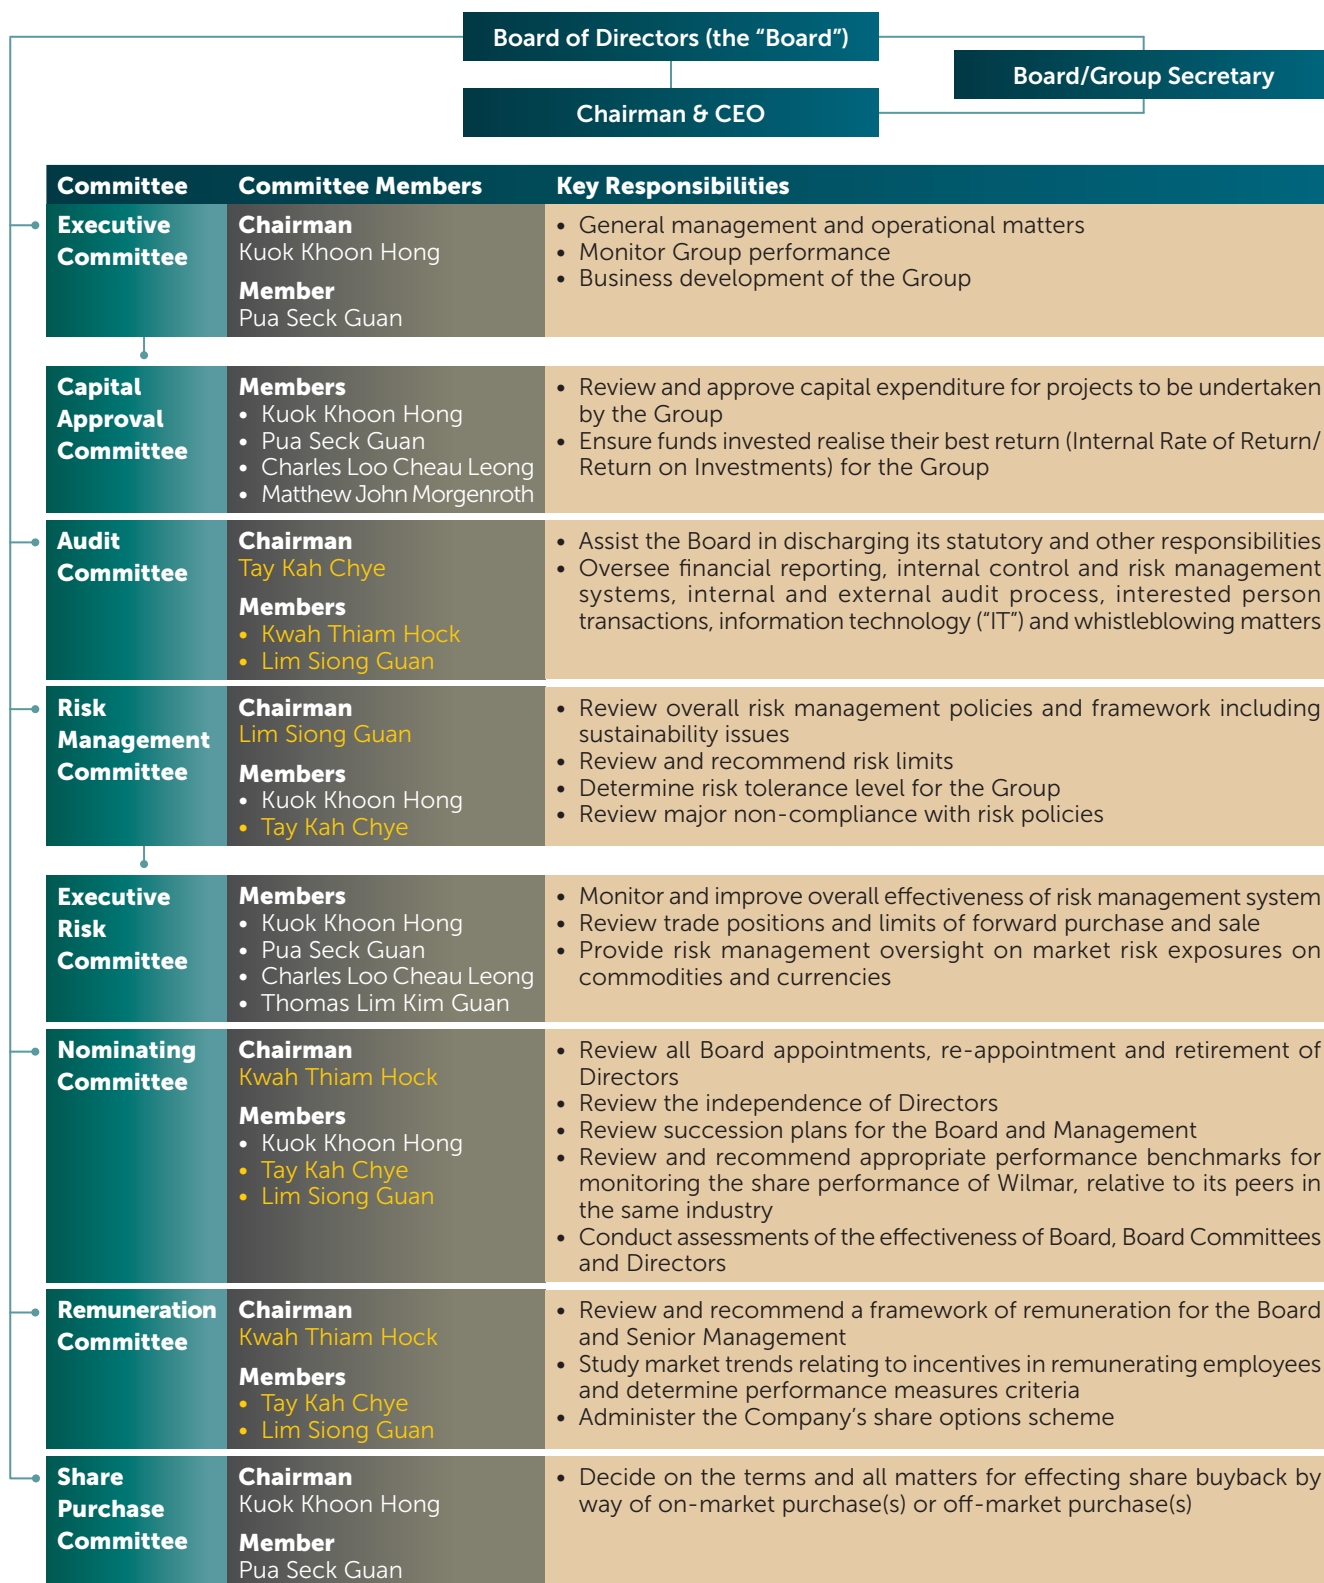 Board of Directors (the “Board”)
Board/Group Secretary
Chairman & CEO
Committee
Committee Members
Key Responsibilities
Executive
Committee
Chairman
Kuok Khoon Hong
Member
Pua Seck Guan
• General management and operational matters
• Monitor Group performance
• Business development of the Group
Capital
Approval
Committee
Members
• Kuok Khoon Hong
• Pua Seck Guan
• Charles Loo Cheau Leong
• Matthew John Morgenroth
• Review and approve capital expenditure for projects to be undertaken
by the Group
• Ensure funds invested realise their best return (Internal Rate of Return/
Return on Investments) for the Group
Audit
Committee
Chairman
Tay Kah Chye
Members
• Kwah Thiam Hock
• Lim Siong Guan
• Assist the Board in discharging its statutory and other responsibilities
• Oversee financial reporting, internal control and risk management
systems, internal and external audit process, interested person
transactions, information technology (“IT”) and whistleblowing matters
Risk
Management
Committee
Chairman
Lim Siong Guan
Members
• Kuok Khoon Hong
• Tay Kah Chye
• Review overall risk management policies and framework including
sustainability issues
• Review and recommend risk limits
• Determine risk tolerance level for the Group
• Review major non-compliance with risk policies
Executive
Risk
Committee
Members
• Kuok Khoon Hong
• Pua Seck Guan
• Charles Loo Cheau Leong
• Thomas Lim Kim Guan
• Monitor and improve overall effectiveness of risk management system
• Review trade positions and limits of forward purchase and sale
• Provide risk management oversight on market risk exposures on
commodities and currencies
Nominating
Committee
Chairman
Kwah Thiam Hock
Members
• Kuok Khoon Hong
• Tay Kah Chye
• Lim Siong Guan
• Review all Board appointments, re-appointment and retirement of
Directors
• Review the independence of Directors
• Review succession plans for the Board and Management
• Review and recommend appropriate performance benchmarks for
monitoring the share performance of Wilmar, relative to its peers in
the same industry
• Conduct assessments of the effectiveness of Board, Board Committees
and Directors
Remuneration
Committee
Chairman
Kwah Thiam Hock
Members
• Tay Kah Chye
• Lim Siong Guan
• Review and recommend a framework of remuneration for the Board
and Senior Management
• Study market trends relating to incentives in remunerating employees
and determine performance measures criteria
• Administer the Company’s share options scheme
Share
Purchase
Committee
Chairman
Kuok Khoon Hong
Member
Pua Seck Guan
• Decide on the terms and all matters for effecting share buyback by
way of on-market purchase(s) or off-market purchase(s)